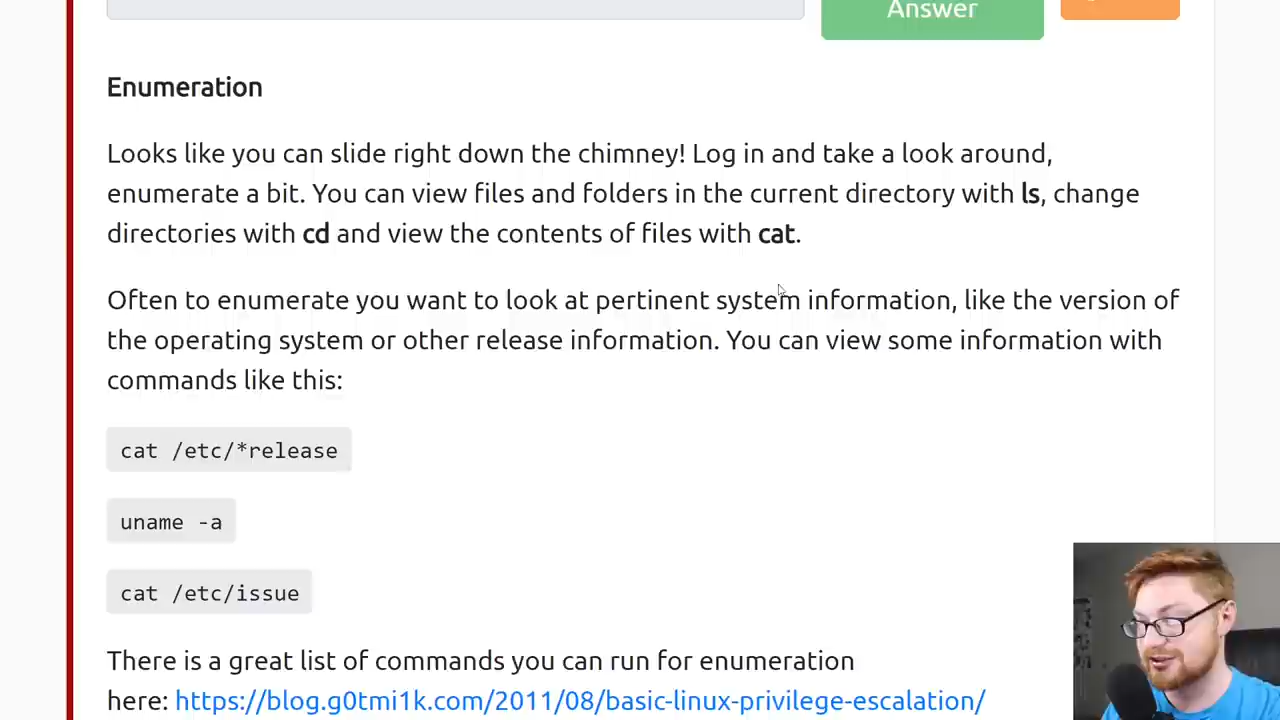 Answer
Enumeration
Looks like you can slide right down the chimney! Log in and take a look around,
enumerate a bit. You can view files and folders in the current directory with ls, change
directories with cd and view the contents of files with cat.
Often to enumerate you want to look at pertinent system information, like the version of
the operating system or other release information. You can view some information with
commands like this:
cat /etc/*release
uname -a
cat /etc/issue
There is a great list of commands you can run for enumeration
here: https://blog.g0tmi1k.com/2011/08/basic-linux-privilege-escalation/